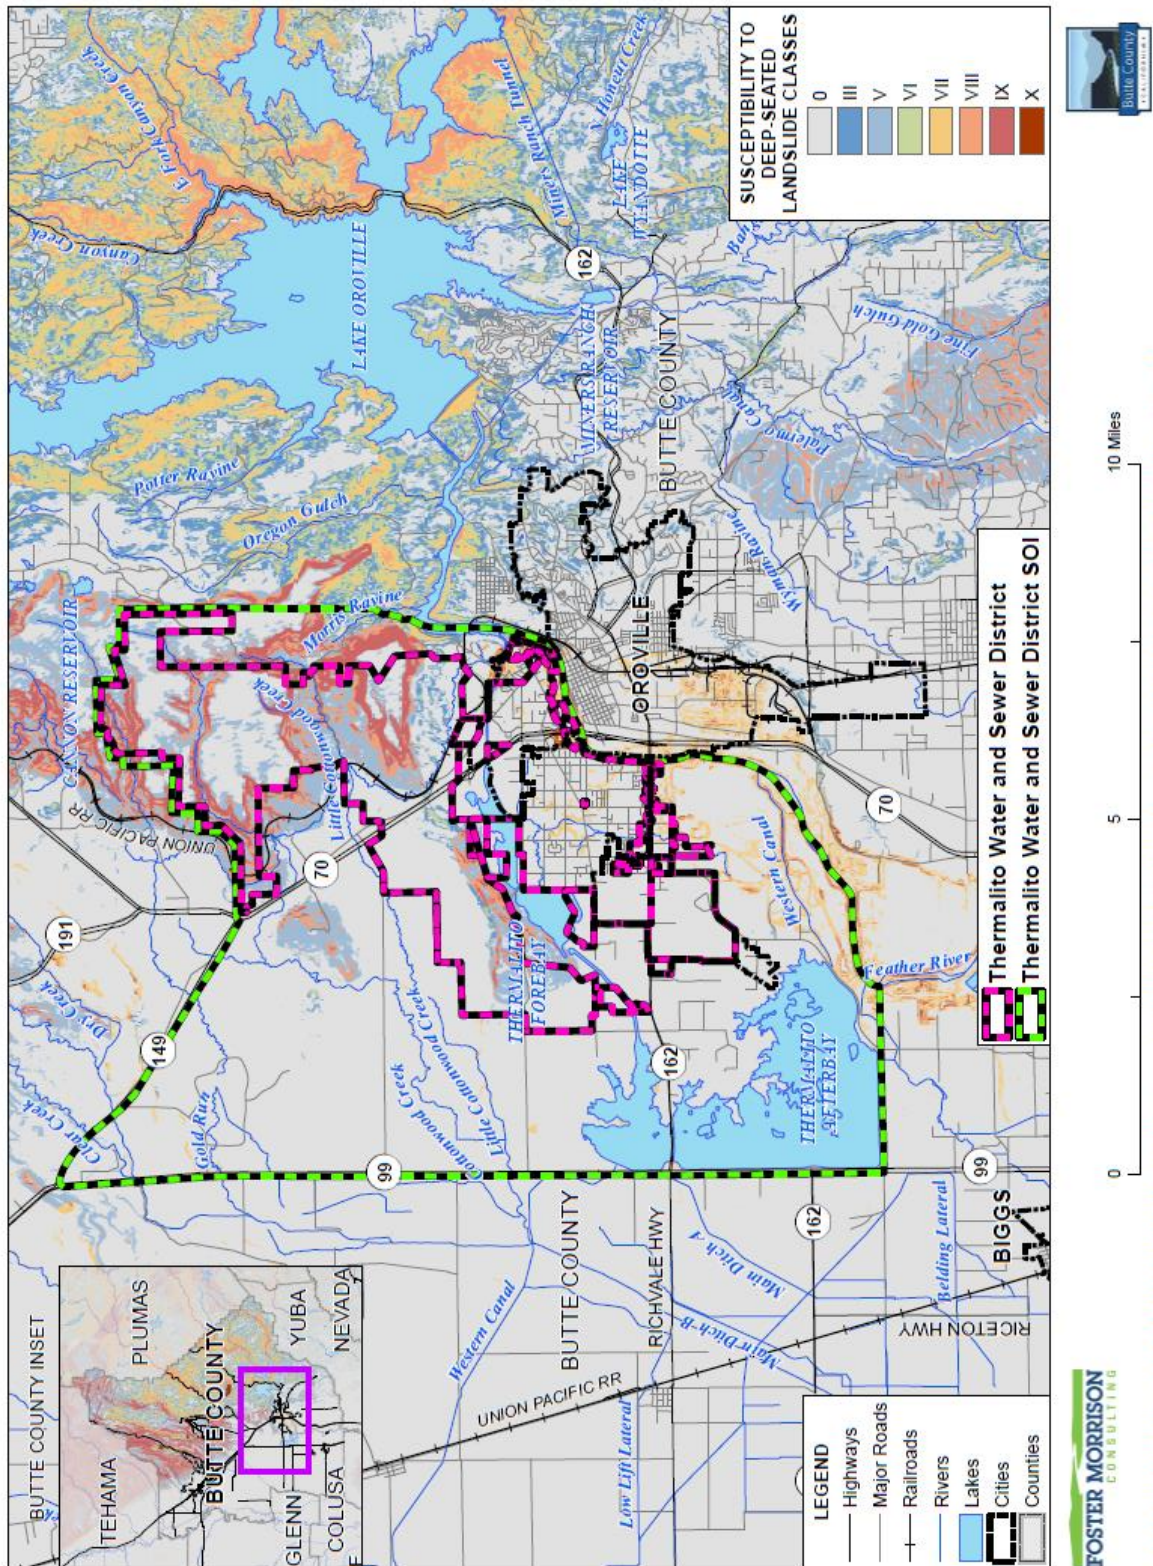 BUTTE COUNTY INSET
TEHAMA
PLUMAS
BUTTE COUNTY
GLENN
YUBA
COLUSA
NEVADA
Clear Creek
Dry Creek
191
149
99
Gold Run
UNION PACIFIC RR
CANON RESERVOIR
70
Little Cottonwood Creek
Morris Ravine
Oregon Gulch
Potter Ravine
LAKE OROVILLE
Canyon Creek
E Fork Canyon Creek
Cottonwood Creek
Little Cottonwood Creek
THERMALITO
FOREBAY
Western Canal
BUTTE COUNTY
RICHVALE HWY
UNION PACIFIC RR
Low Lift Lateral
Main Ditch A
162
162
THERMALITO
AFTERBAY
Western Canal
Feather River
OROVILLE
BUTTE COUNTY
MINERS RANCH
RESERVOIR
162
Miners Ranch Tunnel
LAKE
WYANDOTTE
Honcut Creek
Palermo Canal
Wyman Ravine
Fine Gold Gulch
70
99
Belding Lateral
BIGGS
RICETON HWY
SUSCEPTIBILITY TO
DEEP-SEATED
LANDSLIDE CLASSES
0
III
V
VI
VII
VIII
IX
X
LEGEND
Highways
Major Roads
Railroads
Rivers
Lakes
Cities
Counties
Thermalito Water and Sewer District
Thermalito Water and Sewer District SOI
FOSTER MORRISON
CONSULTING
0
5
10 Miles
Butte County
CALIFORNIA